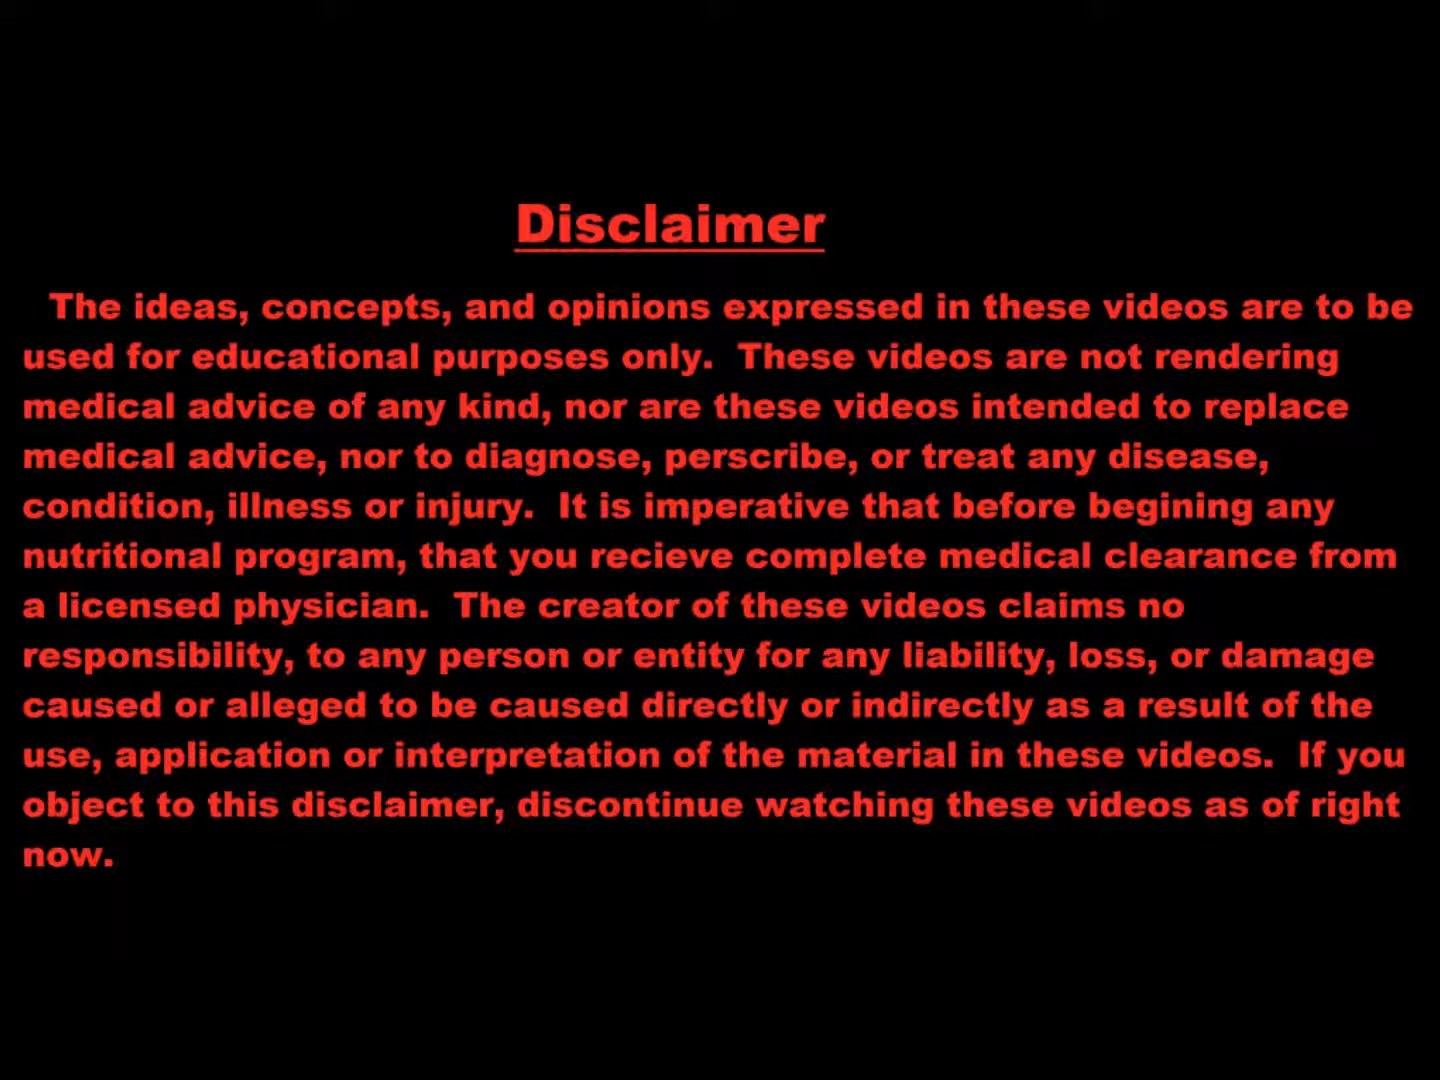 Disclaimer
The ideas, concepts, and opinions expressed in these videos are to be
used for educational purposes only.  These videos are not rendering
medical advice of any kind, nor are these videos intended to replace
medical advice, nor to diagnose, perscribe, or treat any disease,
condition, illness or injury.  It is imperative that before begining any
nutritional program, that you recieve complete medical clearance from
a licensed physician.  The creator of these videos claims no
responsibility, to any person or entity for any liability, loss, or damage
caused or alleged to be caused directly or indirectly as a result of the
use, application or interpretation of the material in these videos.  If you
object to this disclaimer, discontinue watching these videos as of right
now.